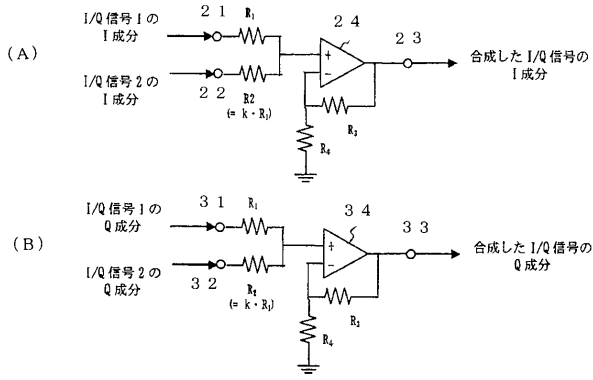 (A)
I/Q信号1の
I成分
21
R₁
24
23
合成したI/Q信号の
I成分
I/Q信号2の
I成分
22
R2
(= k・R₁)
+
−
R₃
R₄
(B)
I/Q信号1の
Q成分
31
R₁
34
33
合成したI/Q信号の
Q成分
I/Q信号2の
Q成分
32
R₂
(= k・R₁)
+
−
R₃
R₄